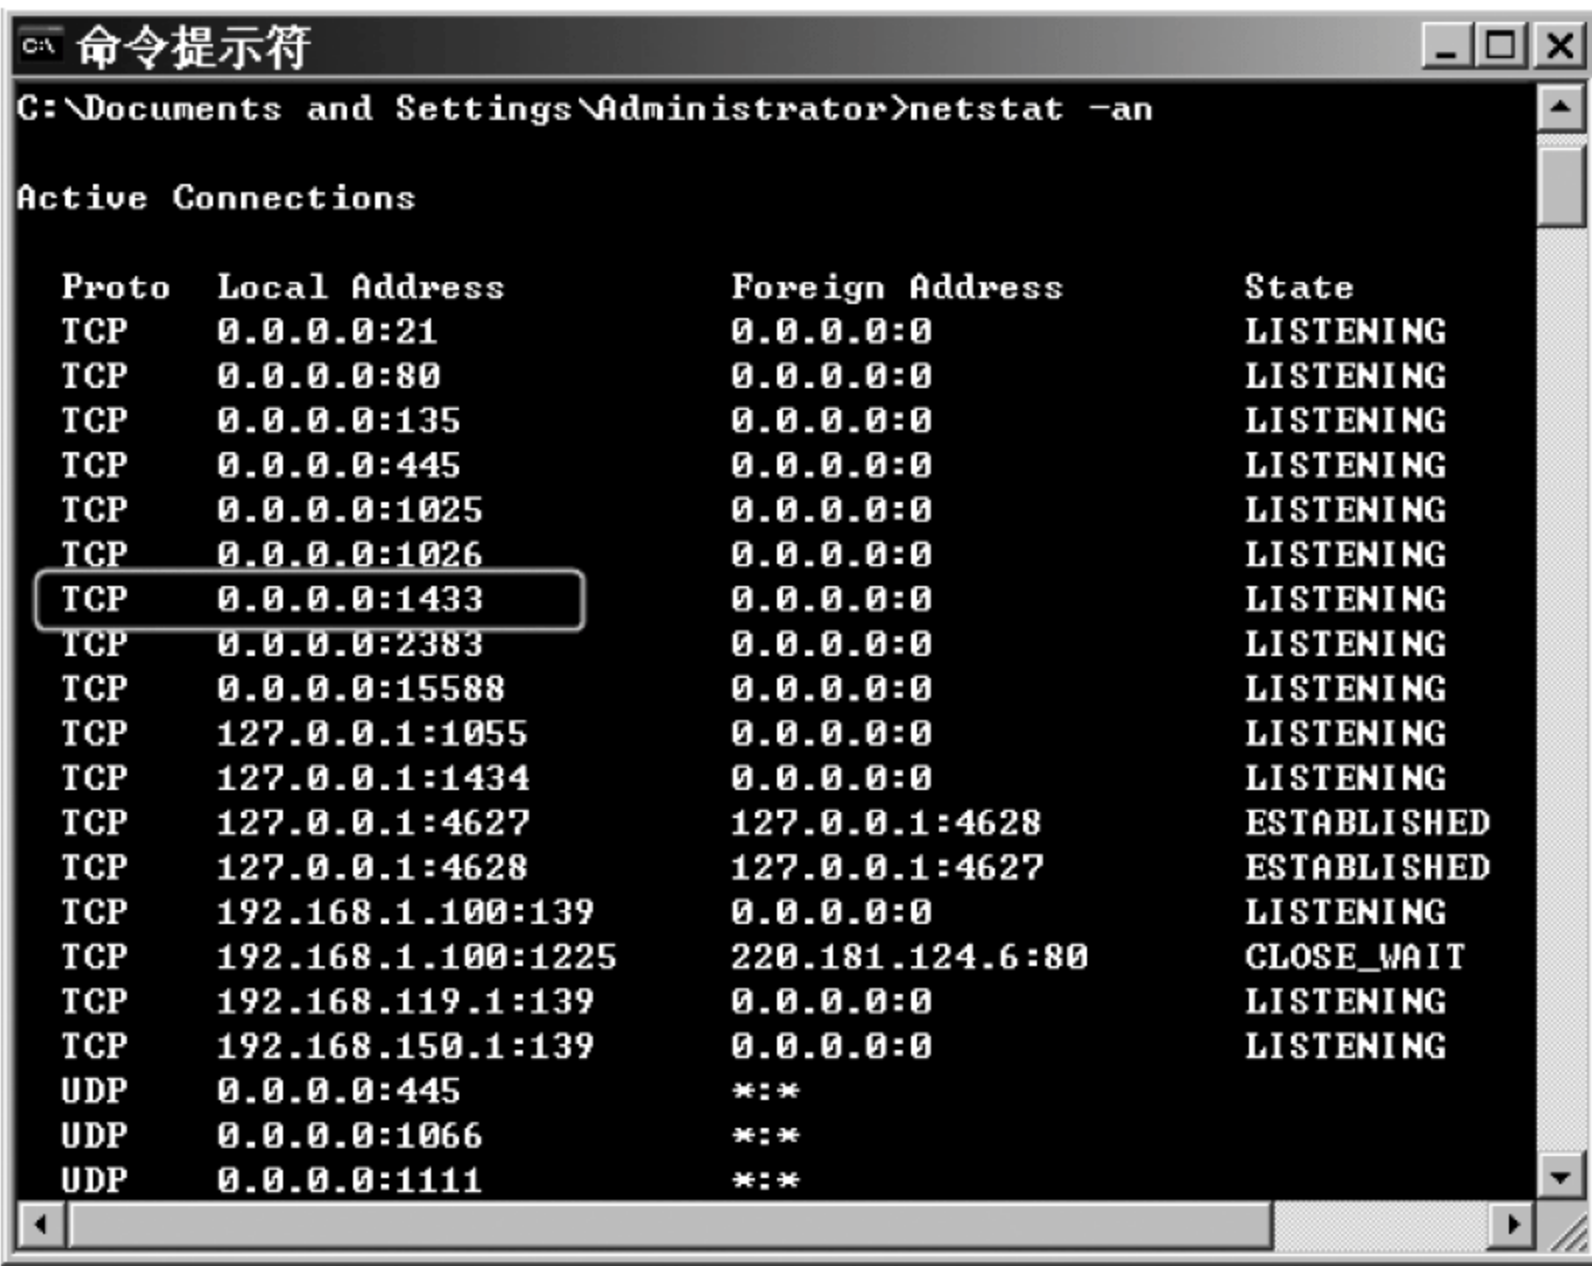 命令提示符
C:\Documents and Settings\Administrator>netstat -an
Active Connections
Proto Local Address Foreign Address State
TCP 0.0.0.0:21 0.0.0.0:0 LISTENING
TCP 0.0.0.0:80 0.0.0.0:0 LISTENING
TCP 0.0.0.0:135 0.0.0.0:0 LISTENING
TCP 0.0.0.0:445 0.0.0.0:0 LISTENING
TCP 0.0.0.0:1025 0.0.0.0:0 LISTENING
TCP 0.0.0.0:1026 0.0.0.0:0 LISTENING
TCP 0.0.0.0:1433 0.0.0.0:0 LISTENING
TCP 0.0.0.0:2383 0.0.0.0:0 LISTENING
TCP 0.0.0.0:15588 0.0.0.0:0 LISTENING
TCP 127.0.0.1:1055 0.0.0.0:0 LISTENING
TCP 127.0.0.1:1434 0.0.0.0:0 LISTENING
TCP 127.0.0.1:4627 127.0.0.1:4628 ESTABLISHED
TCP 127.0.0.1:4628 127.0.0.1:4627 ESTABLISHED
TCP 192.168.1.100:139 0.0.0.0:0 LISTENING
TCP 192.168.1.100:1225 220.181.124.6:80 CLOSE_WAIT
TCP 192.168.119.1:139 0.0.0.0:0 LISTENING
TCP 192.168.150.1:139 0.0.0.0:0 LISTENING
UDP 0.0.0.0:445 *:*
UDP 0.0.0.0:1066 *:*
UDP 0.0.0.0:1111 *:*